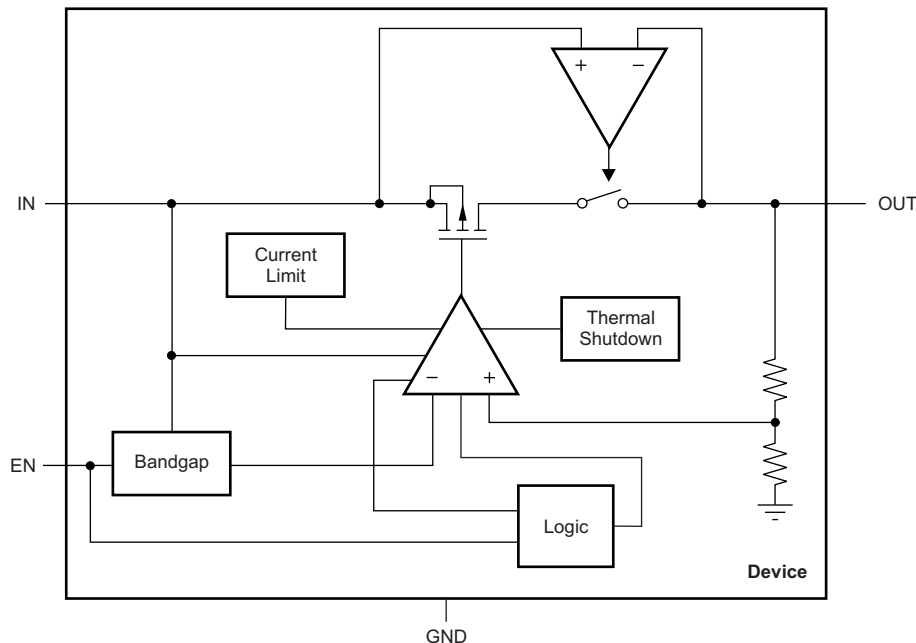 + −
IN
OUT
Current
Limit
Thermal
Shutdown
− +
EN
Bandgap
Logic
Device
GND